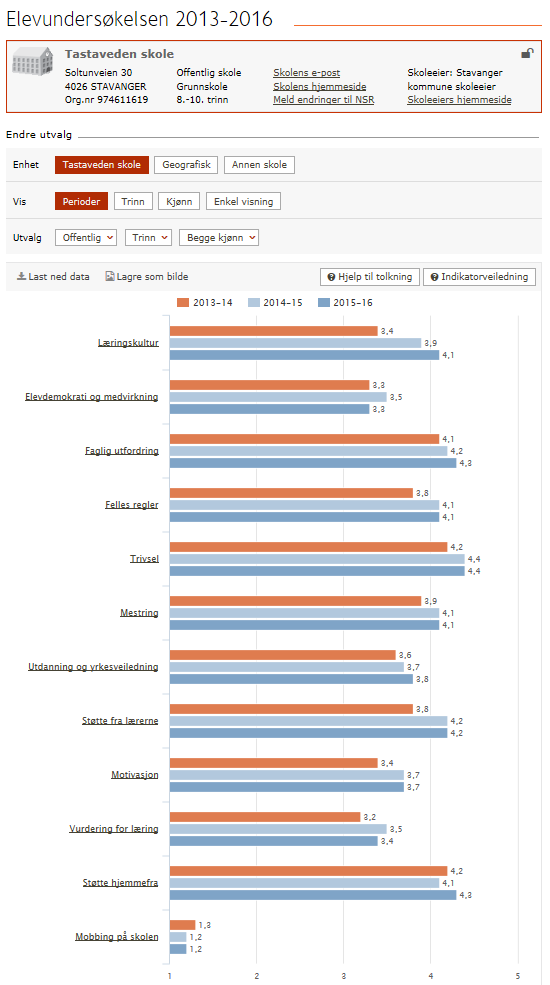 Elevundersøkelsen 2013-2016
Tastaveden skole
Soltunveien 30 Offentlig skole Skolens e-post Skoleeier: Stavanger
4026 STAVANGER Grunnskole Skolens hjemmeside kommune skoleeier
Org.nr 974611619 8.-10. trinn Meld endringer til NSR Skoleeiers hjemmeside
Endre utvalg
Enhet Tastaveden skole Geografisk Annen skole
Vis Perioder Trinn Kjønn Enkel visning
Utvalg Offentlig Trinn Begge kjønn
Last ned data Lagre som bilde Hjelp til tolkning Indikatorveiledning
2013-14 2014-15 2015-16
3,4
Læringskultur 3,9
4,1
3,3
Elevdemokrati og medvirkning 3,5
3,3
4,1
Faglig utfordring 4,2
4,3
3,8
Felles regler 4,1
4,1
4,2
Trivsel 4,4
4,4
3,9
Mestring 4,1
4,1
3,6
Utdanning og yrkesveiledning 3,7
3,8
3,8
Støtte fra lærerne 4,2
4,2
3,4
Motivasjon 3,7
3,7
3,2
Vurdering for læring 3,5
3,4
4,2
Støtte hjemmefra 4,1
4,3
1,3
Mobbing på skolen 1,2
1,2
1 2 3 4 5